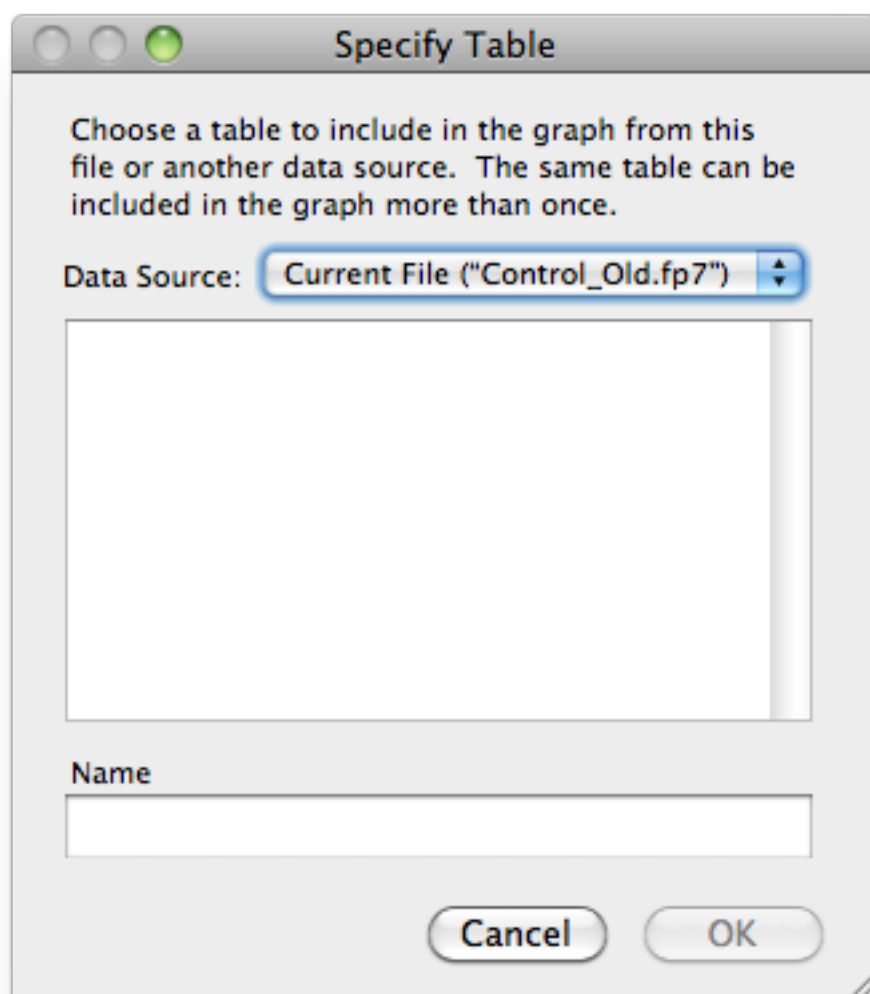 Specify Table
Choose a table to include in the graph from this
file or another data source.  The same table can be
included in the graph more than once.
Data Source: Current File (“Control_Old.fp7”)
Name
Cancel OK